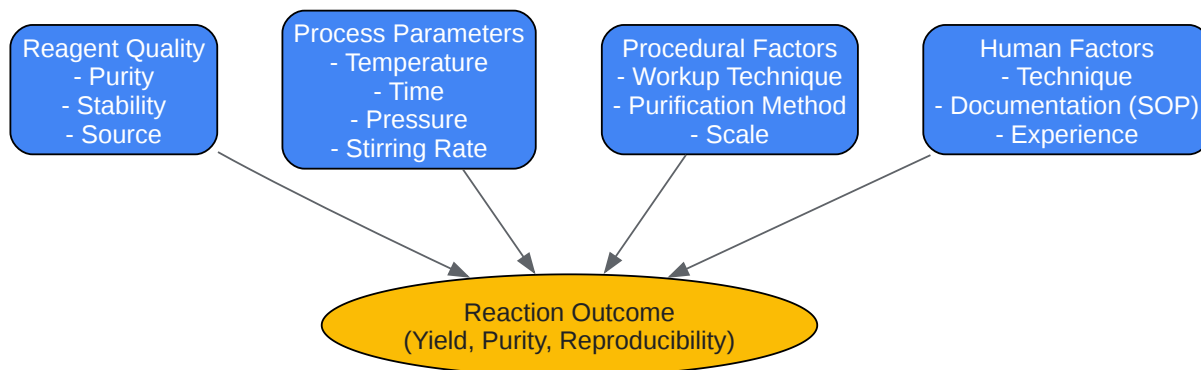 Reagent Quality
- Purity
- Stability
- Source
Process Parameters
- Temperature
- Time
- Pressure
- Stirring Rate
Procedural Factors
- Workup Technique
- Purification Method
- Scale
Human Factors
- Technique
- Documentation (SOP)
- Experience
Reaction Outcome
(Yield, Purity, Reproducibility)